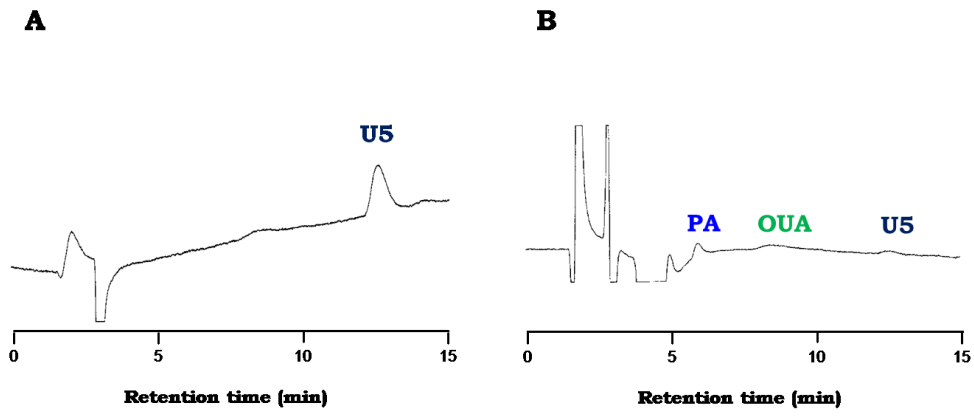 A
B
U5
PA OUA U5
0 5 10 15
0 5 10 15
Retention time (min)
Retention time (min)